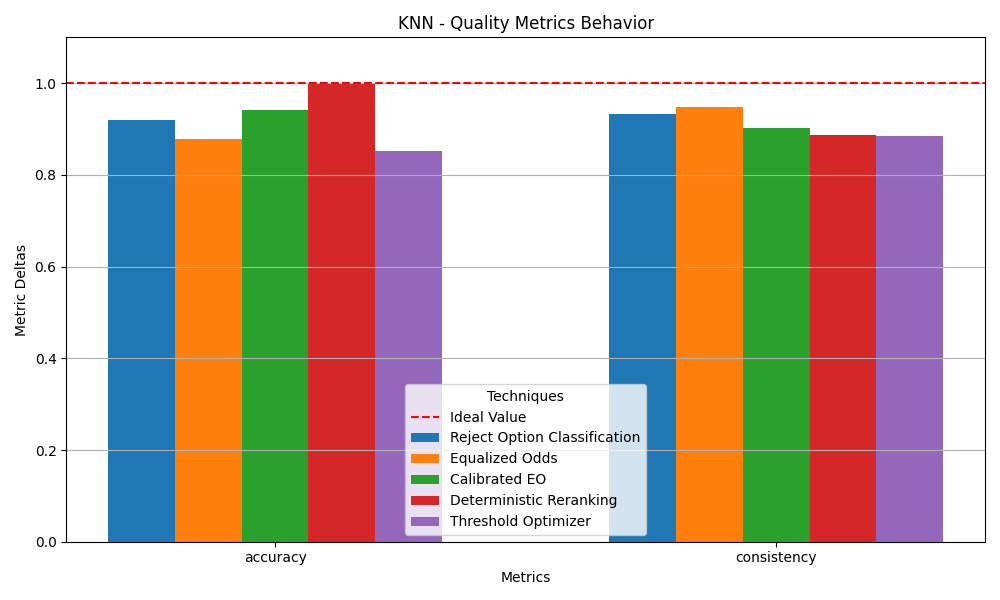 KNN - Quality Metrics Behavior
Metric Deltas
1.0
0.8
0.6
0.4
0.2
0.0
Techniques
Ideal Value
Reject Option Classification
Equalized Odds
Calibrated EO
Deterministic Reranking
Threshold Optimizer
accuracy
consistency
Metrics